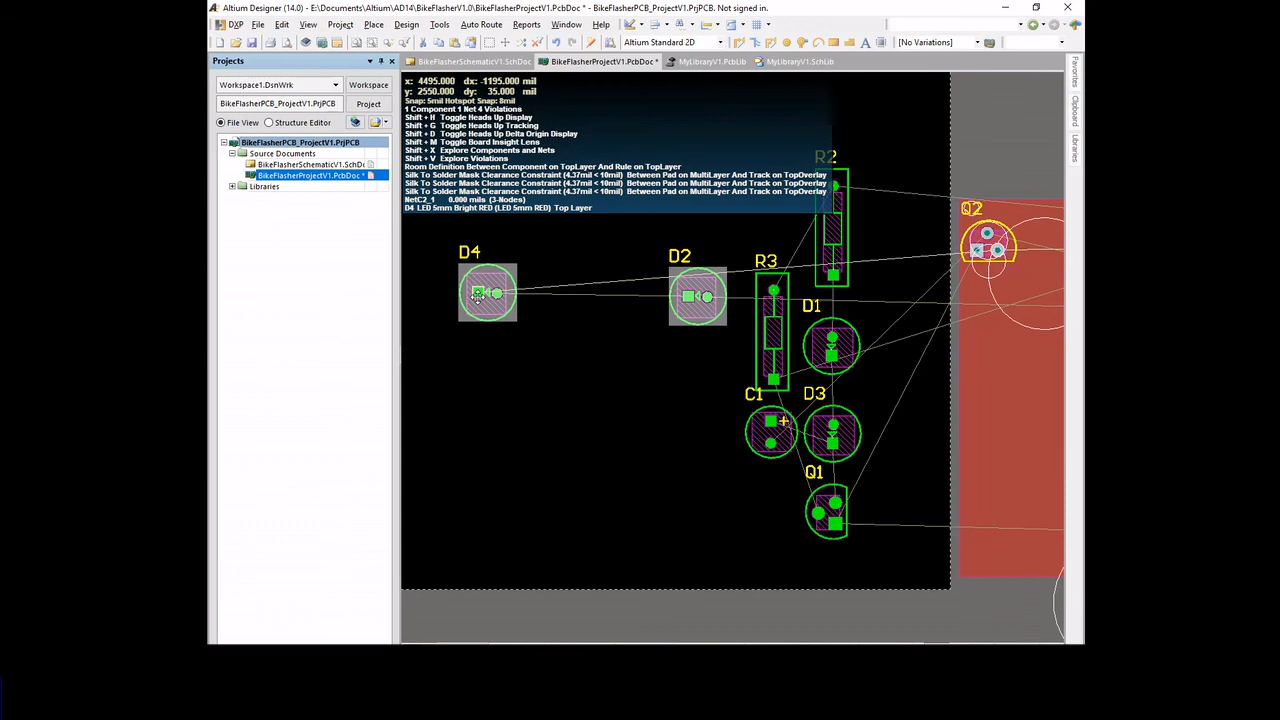 Altium Designer (14.0) - E:\Documents\Altium\AD14\BikeFlasherV1.0\BikeFlasherProjectV1.PcbDoc * - BikeFlasherPCB_ProjectV1.PrjPCB. Not signed in.
DXP File Edit View Project Place Design Tools Auto Route Reports Window Help
Altium Standard 2D [No Variations]
Projects
BikeFlasherSchematicV1.SchDoc BikeFlasherProjectV1.PcbDoc * MyLibraryV1.PcbLib MyLibraryV1.SchLib
Workspace1.DsnWrk Workspace
BikeFlasherPCB_ProjectV1.PrjPCB Project
File View Structure Editor
BikeFlasherPCB_ProjectV1.PrjPCB
Source Documents
BikeFlasherSchematicV1.SchDc
BikeFlasherProjectV1.PcbDoc *
Libraries
x: 4495.000 dx: -1195.000 mil
y: 2550.000 dy: 35.000 mil
Snap: 5mil Hotspot Snap: 8mil
1 Component 1 Net 4 Violations
Shift + H Toggle Heads Up Display
Shift + G Toggle Heads Up Tracking
Shift + D Toggle Heads Up Delta Origin Display
Shift + M Toggle Board Insight Lens
Shift + X Explore Components and Nets
Shift + V Explore Violations
Room Definition Between Component on TopLayer And Rule on TopLayer
Silk To Solder Mask Clearance Constraint (4.37mil < 10mil) Between Pad on MultiLayer And Track on TopOverlay
Silk To Solder Mask Clearance Constraint (4.37mil < 10mil) Between Pad on MultiLayer And Track on TopOverlay
Silk To Solder Mask Clearance Constraint (4.37mil < 10mil) Between Pad on MultiLayer And Track on TopOverlay
NetC2_1 0.000 mils (3-Nodes)
D4 LED 5mm Bright RED (LED 5mm RED) Top Layer
R2
Q2
D4
D2
R3
D1
C1
D3
Q1
Favorites
Clipboard
Libraries